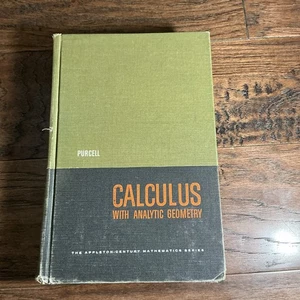 PURCELL
CALCULUS
WITH ANALYTIC GEOMETRY
THE APPLETON-CENTURY MATHEMATICS SERIES